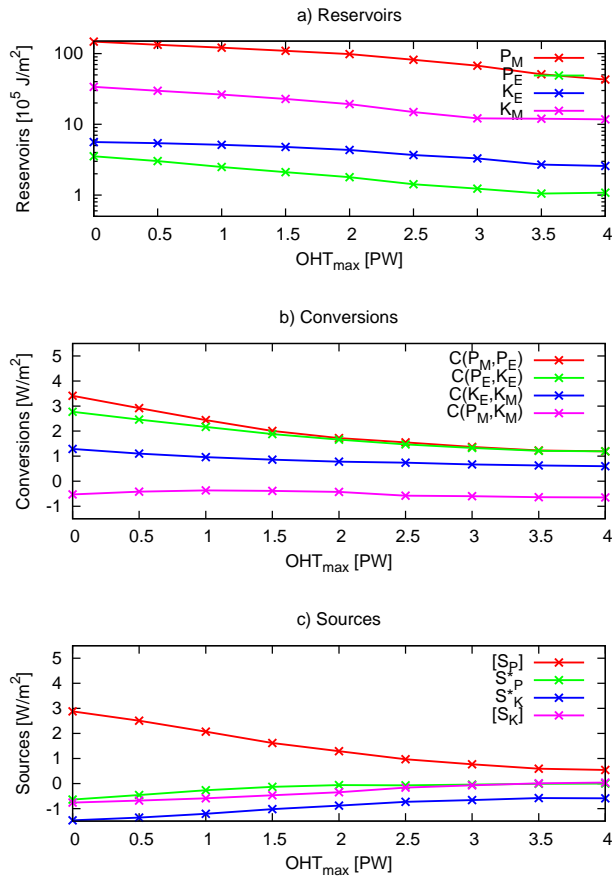 a) Reservoirs
Reservoirs [10^5 J/m^2]
100
10
1
P_M
P_E
K_E
K_M
0 0.5 1 1.5 2 2.5 3 3.5 4
OHT_max [PW]
b) Conversions
Conversions [W/m^2]
5
4
3
2
1
0
-1
C(P_M,P_E)
C(P_E,K_E)
C(K_E,K_M)
C(P_M,K_M)
0 0.5 1 1.5 2 2.5 3 3.5 4
OHT_max [PW]
c) Sources
Sources [W/m^2]
5
4
3
2
1
0
-1
[S_P]
S*_P
S*_K
[S_K]
0 0.5 1 1.5 2 2.5 3 3.5 4
OHT_max [PW]